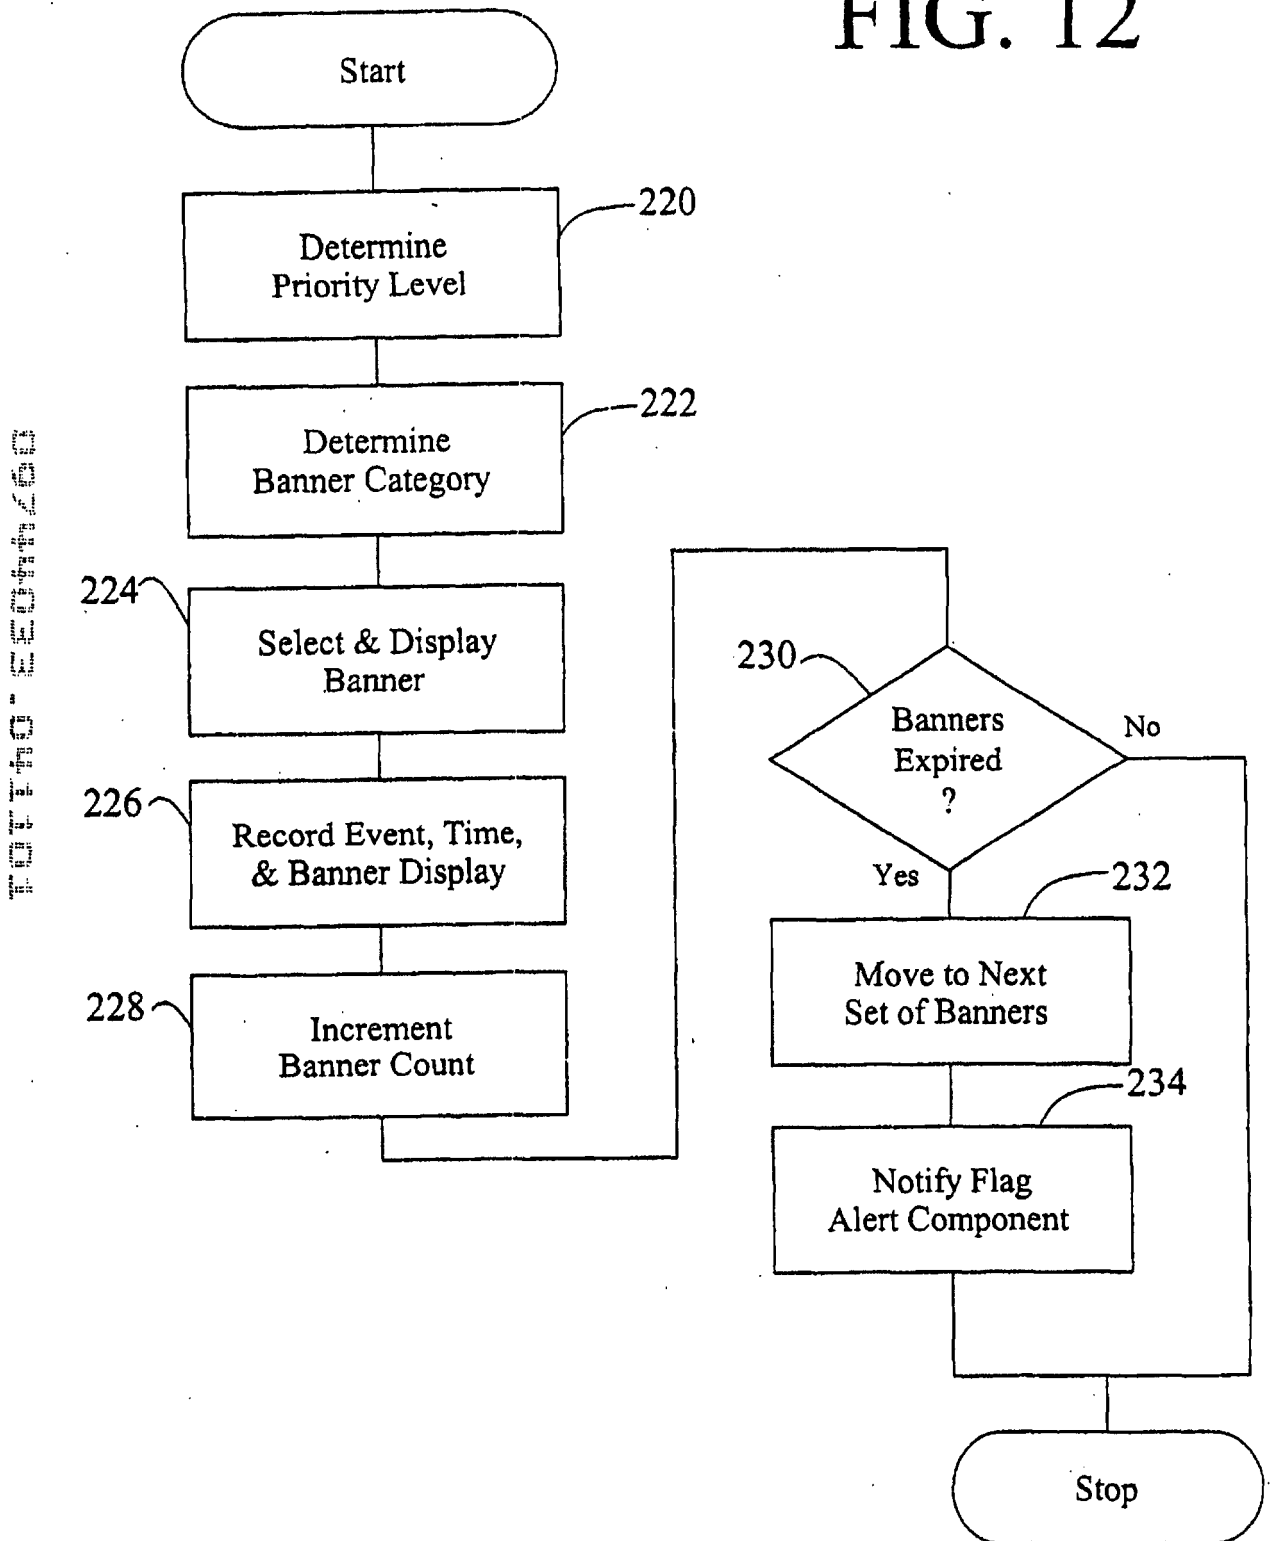 FIG. 12
Start
220
Determine
Priority Level
222
Determine
Banner Category
224
Select & Display
Banner
226
Record Event, Time,
& Banner Display
228
Increment
Banner Count
230
Banners
Expired
?
No
Yes
232
Move to Next
Set of Banners
234
Notify Flag
Alert Component
Stop